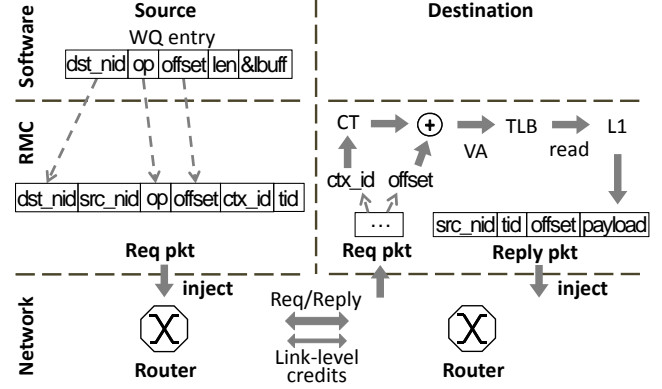 Source
Destination
Software
WQ entry
dst_nid op offset len &lbuff
RMC
dst_nid src_nid op offset ctx_id tid
Req pkt
inject
CT + TLB L1
VA read
ctx_id offset
...
Req pkt
src_nid tid offset payload
Reply pkt
inject
Network
Router
Req/Reply
Link-level
credits
Router